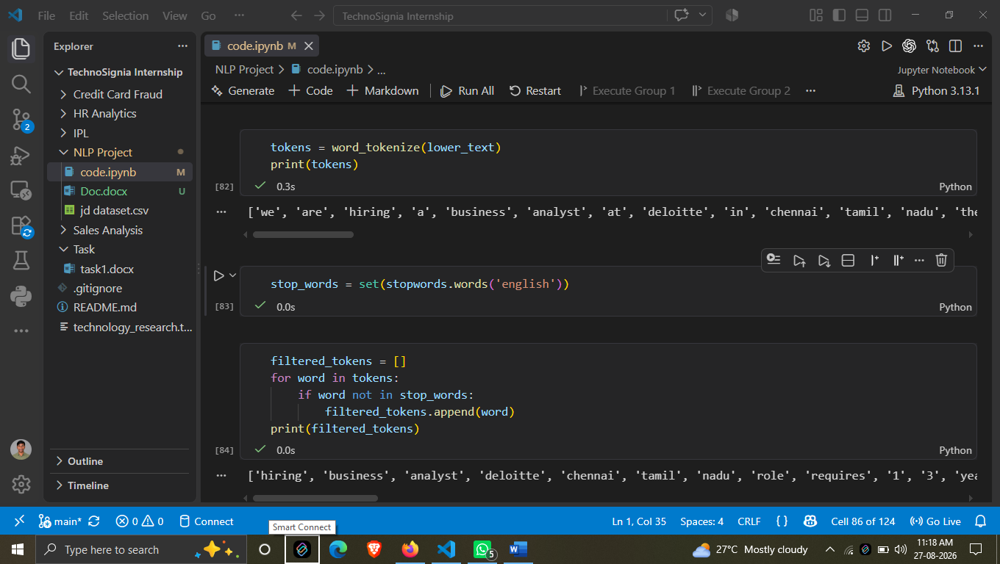 File Edit Selection View Go ··· TechnoSignia Internship
Explorer ···
TechnoSignia Internship
Credit Card Fraud
HR Analytics
IPL
NLP Project
code.ipynb M
Doc.docx U
jd dataset.csv
Sales Analysis
Task
task1.docx
.gitignore
README.md
technology_research.t...
Outline
Timeline
2
code.ipynb M
NLP Project > code.ipynb > ...
Jupyter Notebook
Generate + Code + Markdown | Run All Restart Execute Group 1 Execute Group 2 ··· Python 3.13.1
tokens = word_tokenize(lower_text)
print(tokens)
[82] 0.3s Python
··· ['we', 'are', 'hiring', 'a', 'business', 'analyst', 'at', 'deloitte', 'in', 'chennai', 'tamil', 'nadu', 'the
stop_words = set(stopwords.words('english'))
[83] 0.0s Python
filtered_tokens = []
for word in tokens:
if word not in stop_words:
filtered_tokens.append(word)
print(filtered_tokens)
[84] 0.0s Python
··· ['hiring', 'business', 'analyst', 'deloitte', 'chennai', 'tamil', 'nadu', 'role', 'requires', '1', '3', 'yea
main* 0 0 Connect Ln 1, Col 35 Spaces: 4 CRLF {} Cell 86 of 124 Go Live
Smart Connect
Type here to search 5 27°C Mostly cloudy 11:18 AM
27-08-2026